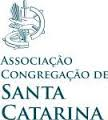 ASSOCIAÇÃO
CONGREGAÇÃO DE
SANTA
CATARINA